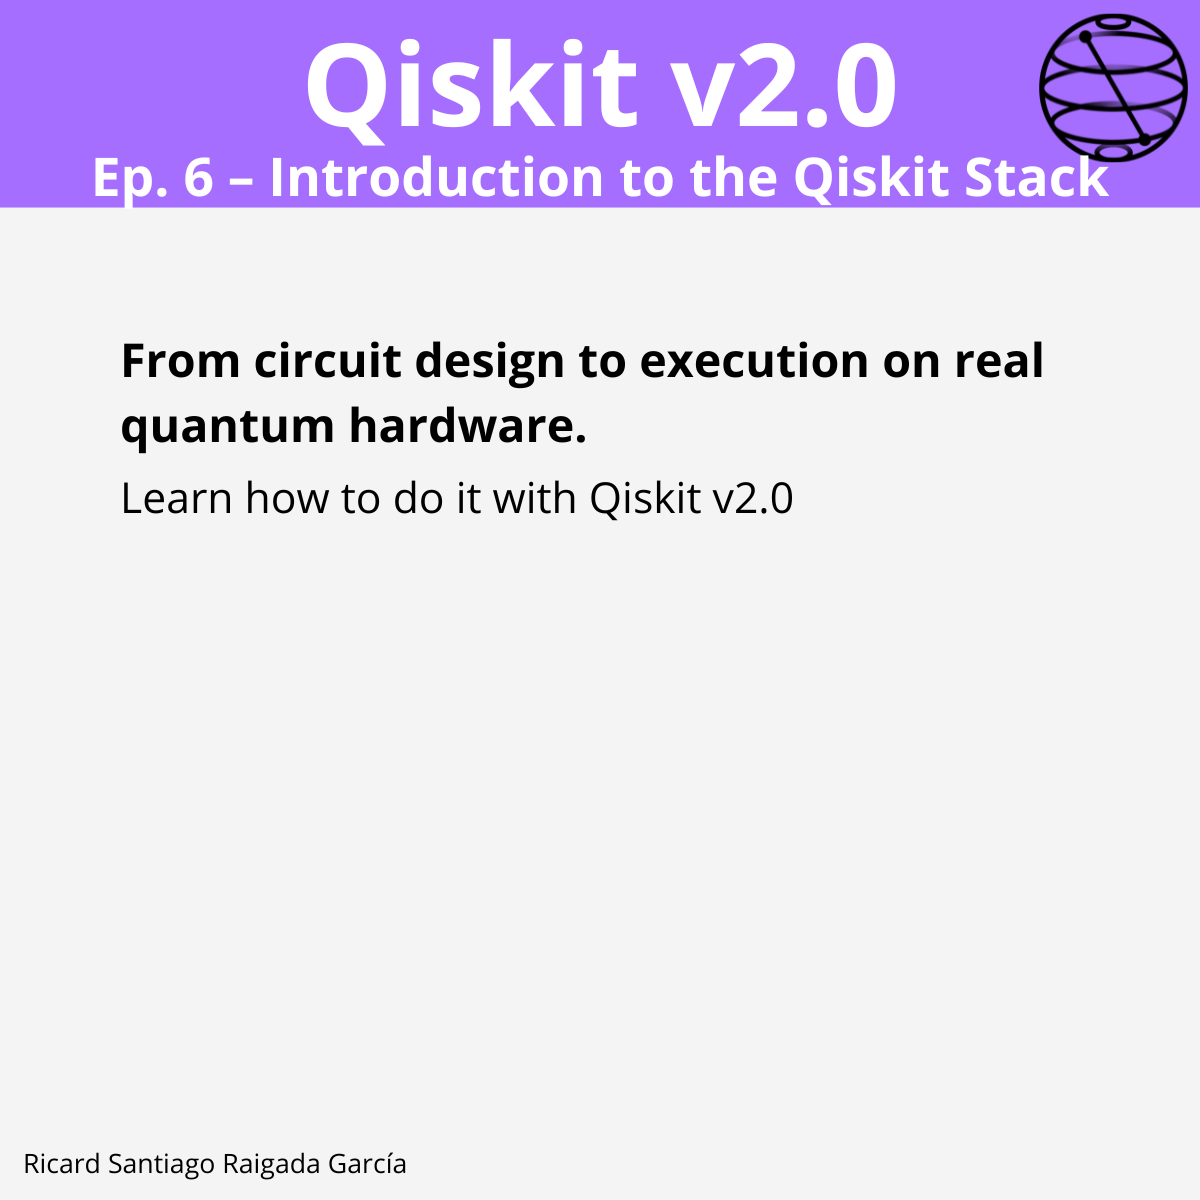 Qiskit v2.0
Ep. 6 – Introduction to the Qiskit Stack
From circuit design to execution on real
quantum hardware.
Learn how to do it with Qiskit v2.0
Ricard Santiago Raigada García